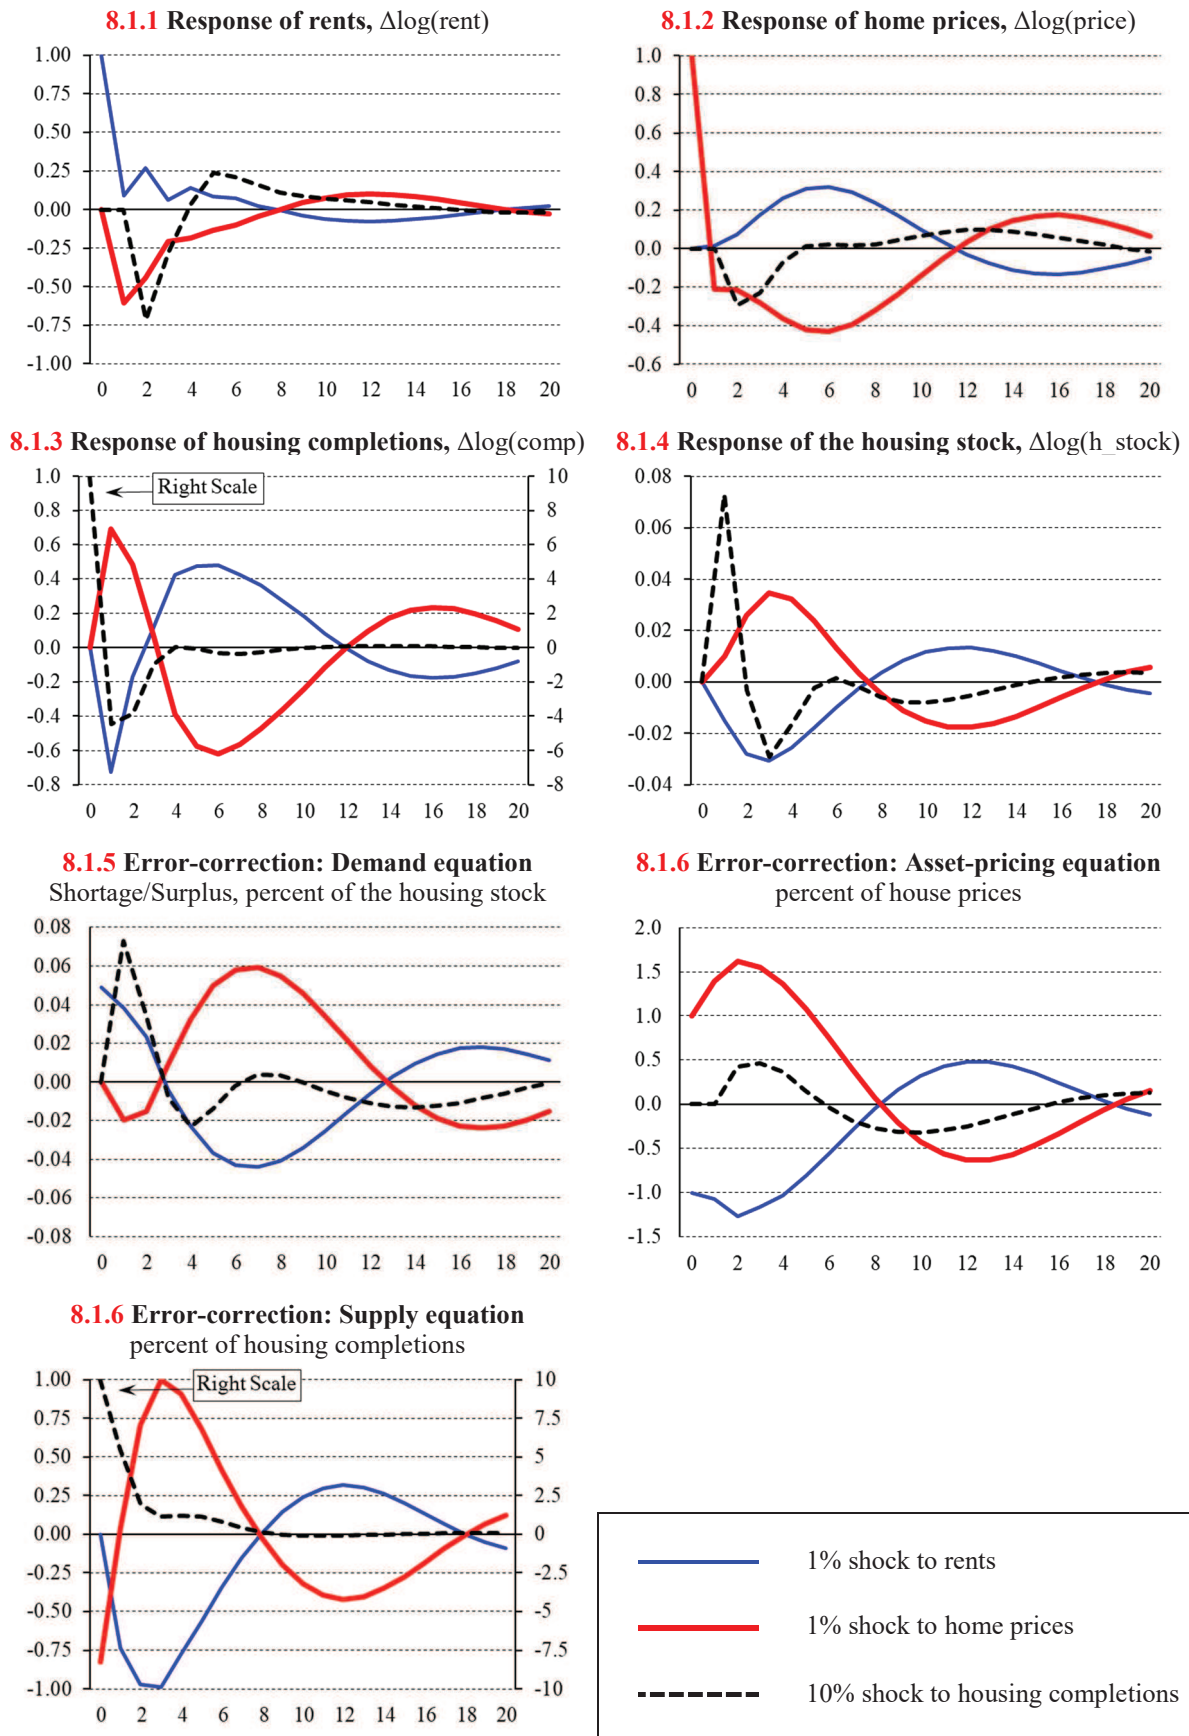 8.1.1 Response of rents, Δlog(rent)
1.00
0.75
0.50
0.25
0.00
-0.25
-0.50
-0.75
-1.00
0 2 4 6 8 10 12 14 16 18 20
8.1.2 Response of home prices, Δlog(price)
1.0
0.8
0.6
0.4
0.2
0.0
-0.2
-0.4
-0.6
0 2 4 6 8 10 12 14 16 18 20
8.1.3 Response of housing completions, Δlog(comp)
Right Scale
1.0 10
0.8 8
0.6 6
0.4 4
0.2 2
0.0 0
-0.2 -2
-0.4 -4
-0.6 -6
-0.8 -8
0 2 4 6 8 10 12 14 16 18 20
8.1.4 Response of the housing stock, Δlog(h_stock)
0.08
0.06
0.04
0.02
0.00
-0.02
-0.04
0 2 4 6 8 10 12 14 16 18 20
8.1.5 Error-correction: Demand equation
Shortage/Surplus, percent of the housing stock
0.08
0.06
0.04
0.02
0.00
-0.02
-0.04
-0.06
-0.08
0 2 4 6 8 10 12 14 16 18 20
8.1.6 Error-correction: Asset-pricing equation
percent of house prices
2.0
1.5
1.0
0.5
0.0
-0.5
-1.0
-1.5
0 2 4 6 8 10 12 14 16 18 20
8.1.6 Error-correction: Supply equation
percent of housing completions
Right Scale
1.00 10
0.75 7.5
0.50 5
0.25 2.5
0.00 0
-0.25 -2.5
-0.50 -5
-0.75 -7.5
-1.00 -10
0 2 4 6 8 10 12 14 16 18 20
1% shock to rents
1% shock to home prices
10% shock to housing completions